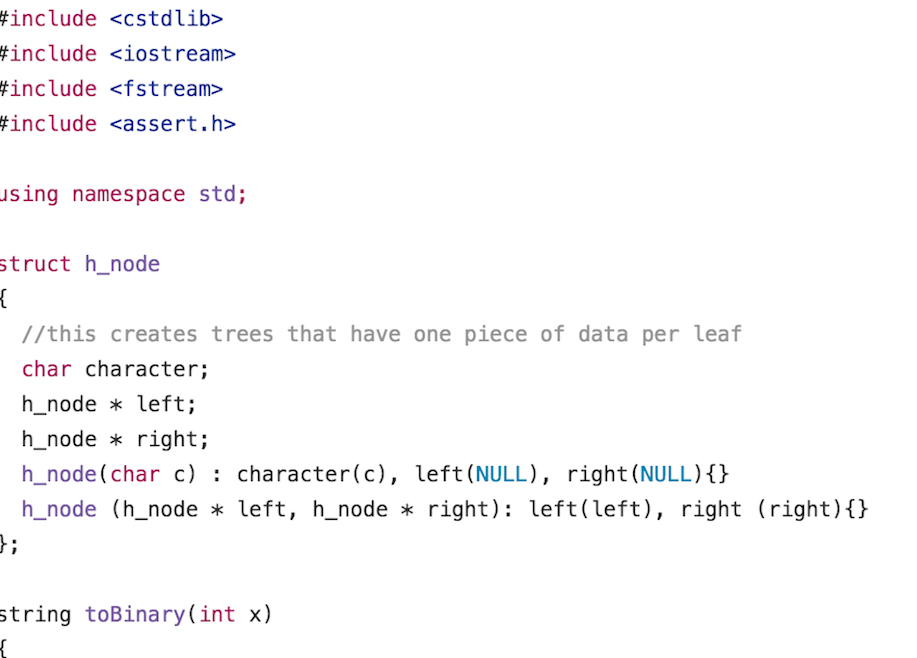 #include <cstdlib>
#include <iostream>
#include <fstream>
#include <assert.h>
using namespace std;
struct h_node
{
//this creates trees that have one piece of data per leaf
char character;
h_node * left;
h_node * right;
h_node(char c) : character(c), left(NULL), right(NULL){}
h_node (h_node * left, h_node * right): left(left), right (right){}
};
string toBinary(int x)
{